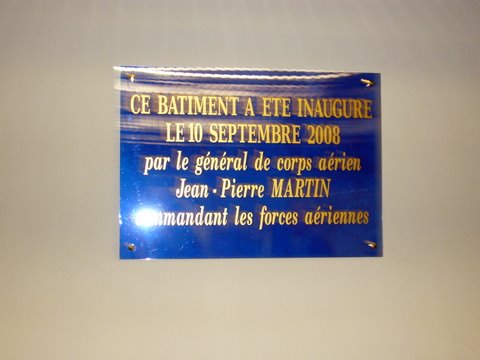 CE BATIMENT A ETE INAUGURE
LE 10 SEPTEMBRE 2008
par le général de corps aérien
Jean - Pierre MARTIN
commandant les forces aériennes